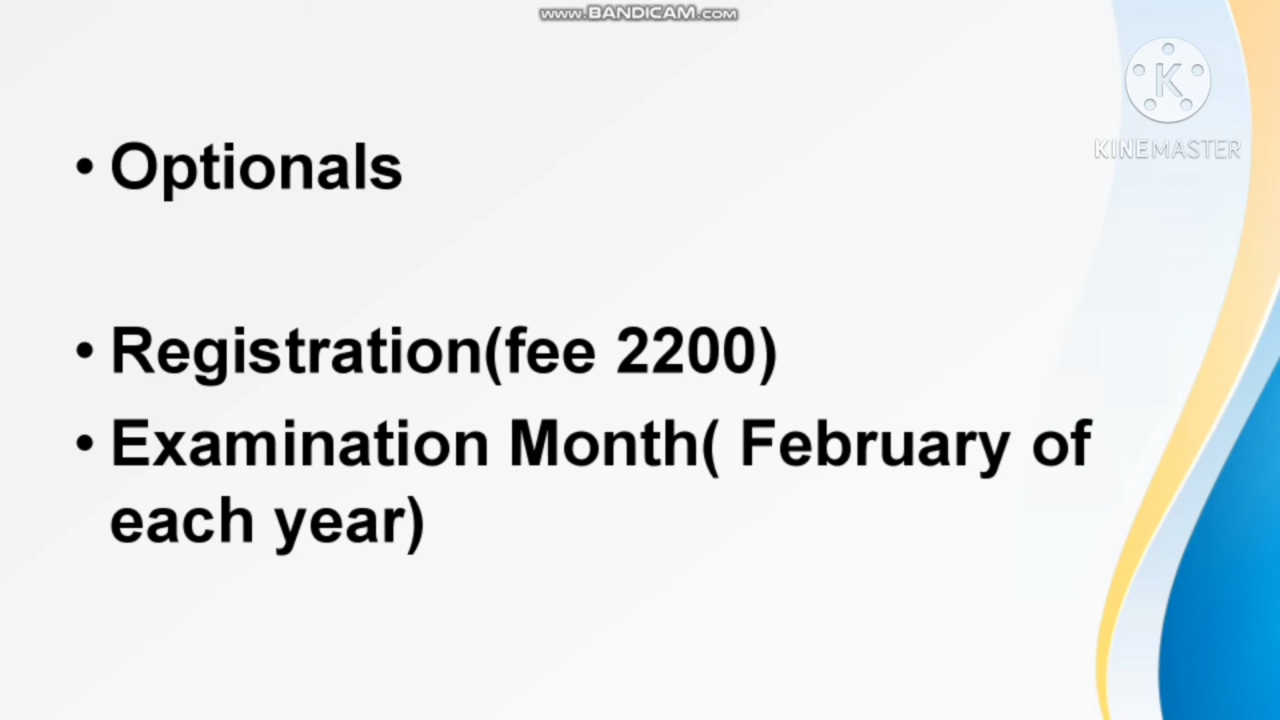 www.BANDICAM.com
K
KINEMASTER
• Optionals
• Registration(fee 2200)
• Examination Month( February of
each year)